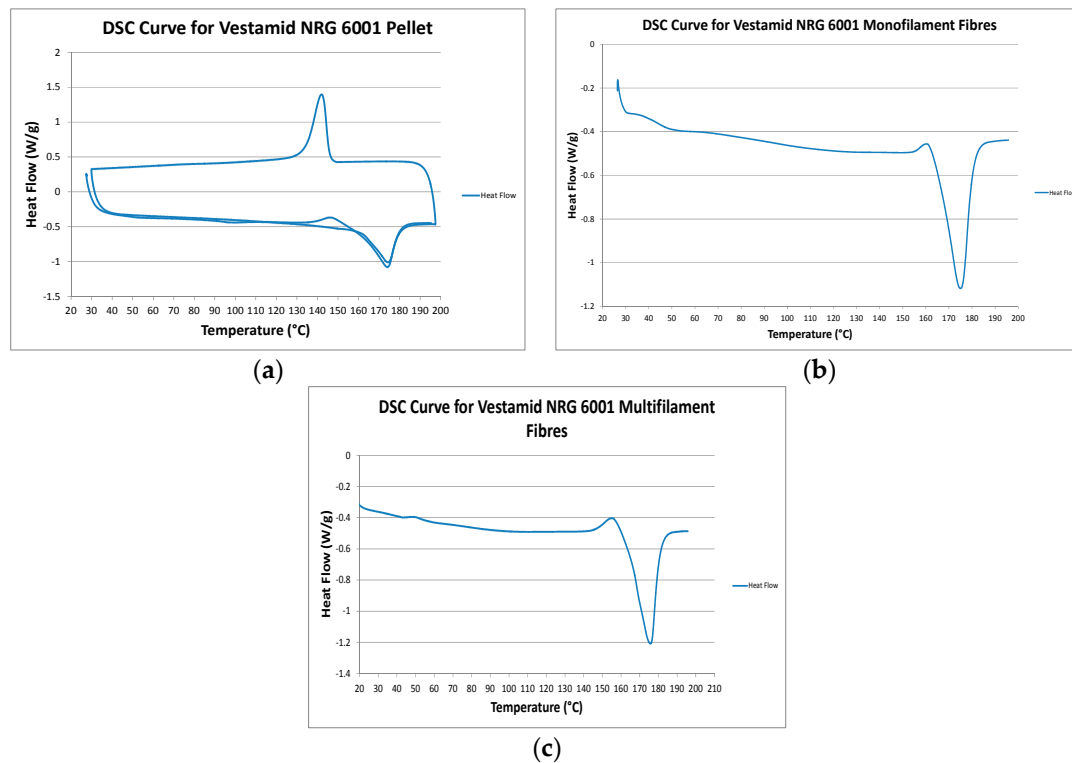 DSC Curve for Vestamid NRG 6001 Pellet
2
1.5
1
0.5
0
-0.5
-1
-1.5
Heat Flow (W/g)
20 30 40 50 60 70 80 90 100 110 120 130 140 150 160 170 180 190 200
Temperature (°C)
Heat Flow
(a)
DSC Curve for Vestamid NRG 6001 Monofilament Fibres
0
-0.2
-0.4
-0.6
-0.8
-1
-1.2
Heat Flow (W/g)
20 30 40 50 60 70 80 90 100 110 120 130 140 150 160 170 180 190 200
Temperature (°C)
Heat Flow
(b)
DSC Curve for Vestamid NRG 6001 Multifilament
Fibres
0
-0.2
-0.4
-0.6
-0.8
-1
-1.2
-1.4
Heat Flow (W/g)
20 30 40 50 60 70 80 90 100 110 120 130 140 150 160 170 180 190 200 210
Temperature (°C)
Heat Flow
(c)